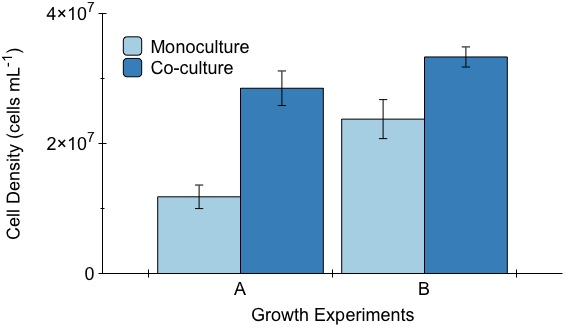 4×10⁷
Monoculture
Co-culture
Cell Density (cells mL⁻¹)
2×10⁷
0
A
B
Growth Experiments